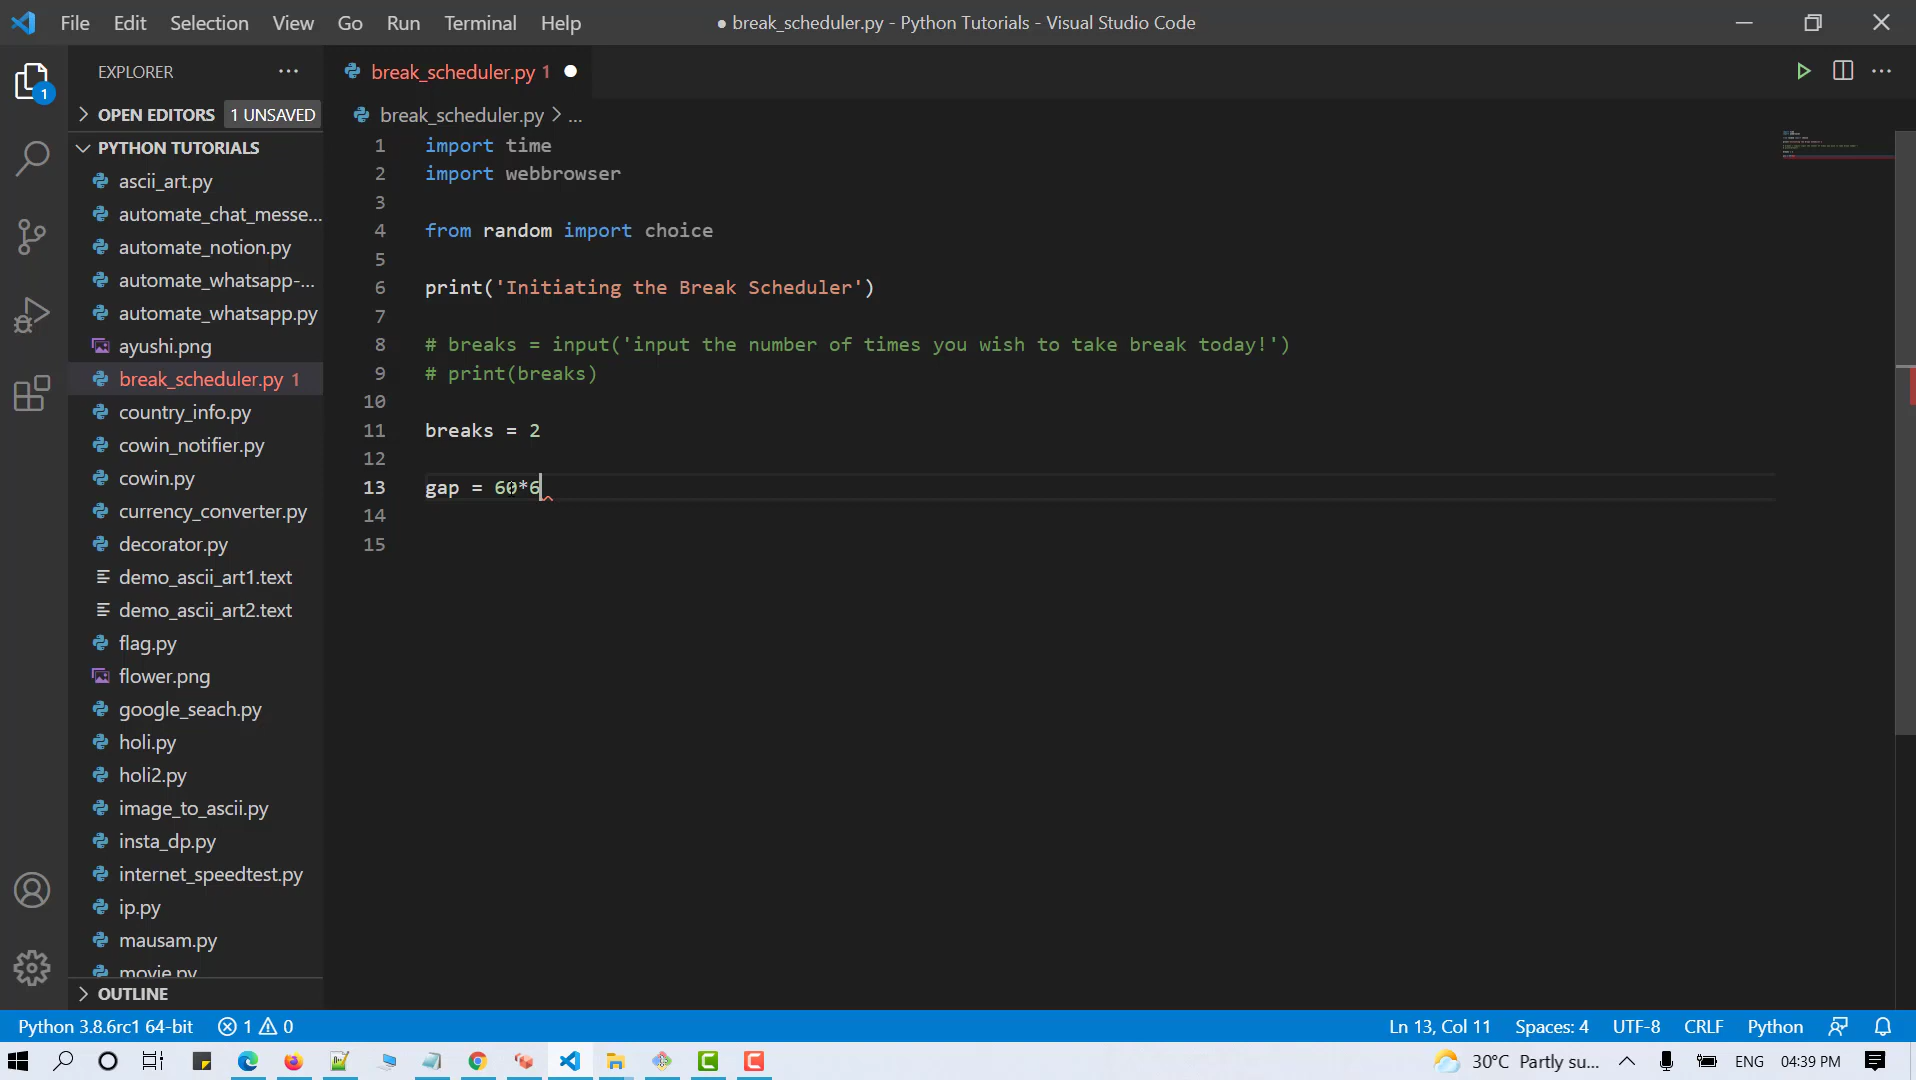 File Edit Selection View Go Run Terminal Help ● break_scheduler.py - Python Tutorials - Visual Studio Code
EXPLORER ...
break_scheduler.py 1
1
OPEN EDITORS 1 UNSAVED
break_scheduler.py > ...
PYTHON TUTORIALS
ascii_art.py
automate_chat_messe...
automate_notion.py
automate_whatsapp-...
automate_whatsapp.py
ayushi.png
break_scheduler.py 1
country_info.py
cowin_notifier.py
cowin.py
currency_converter.py
decorator.py
demo_ascii_art1.text
demo_ascii_art2.text
flag.py
flower.png
google_seach.py
holi.py
holi2.py
image_to_ascii.py
insta_dp.py
internet_speedtest.py
ip.py
mausam.py
movie.py
OUTLINE
1 import time
2 import webbrowser
3
4 from random import choice
5
6 print('Initiating the Break Scheduler')
7
8 # breaks = input('input the number of times you wish to take break today!')
9 # print(breaks)
10
11 breaks = 2
12
13 gap = 60*6
14
15
Python 3.8.6rc1 64-bit 1 0 Ln 13, Col 11 Spaces: 4 UTF-8 CRLF Python
30°C Partly su... ENG 04:39 PM